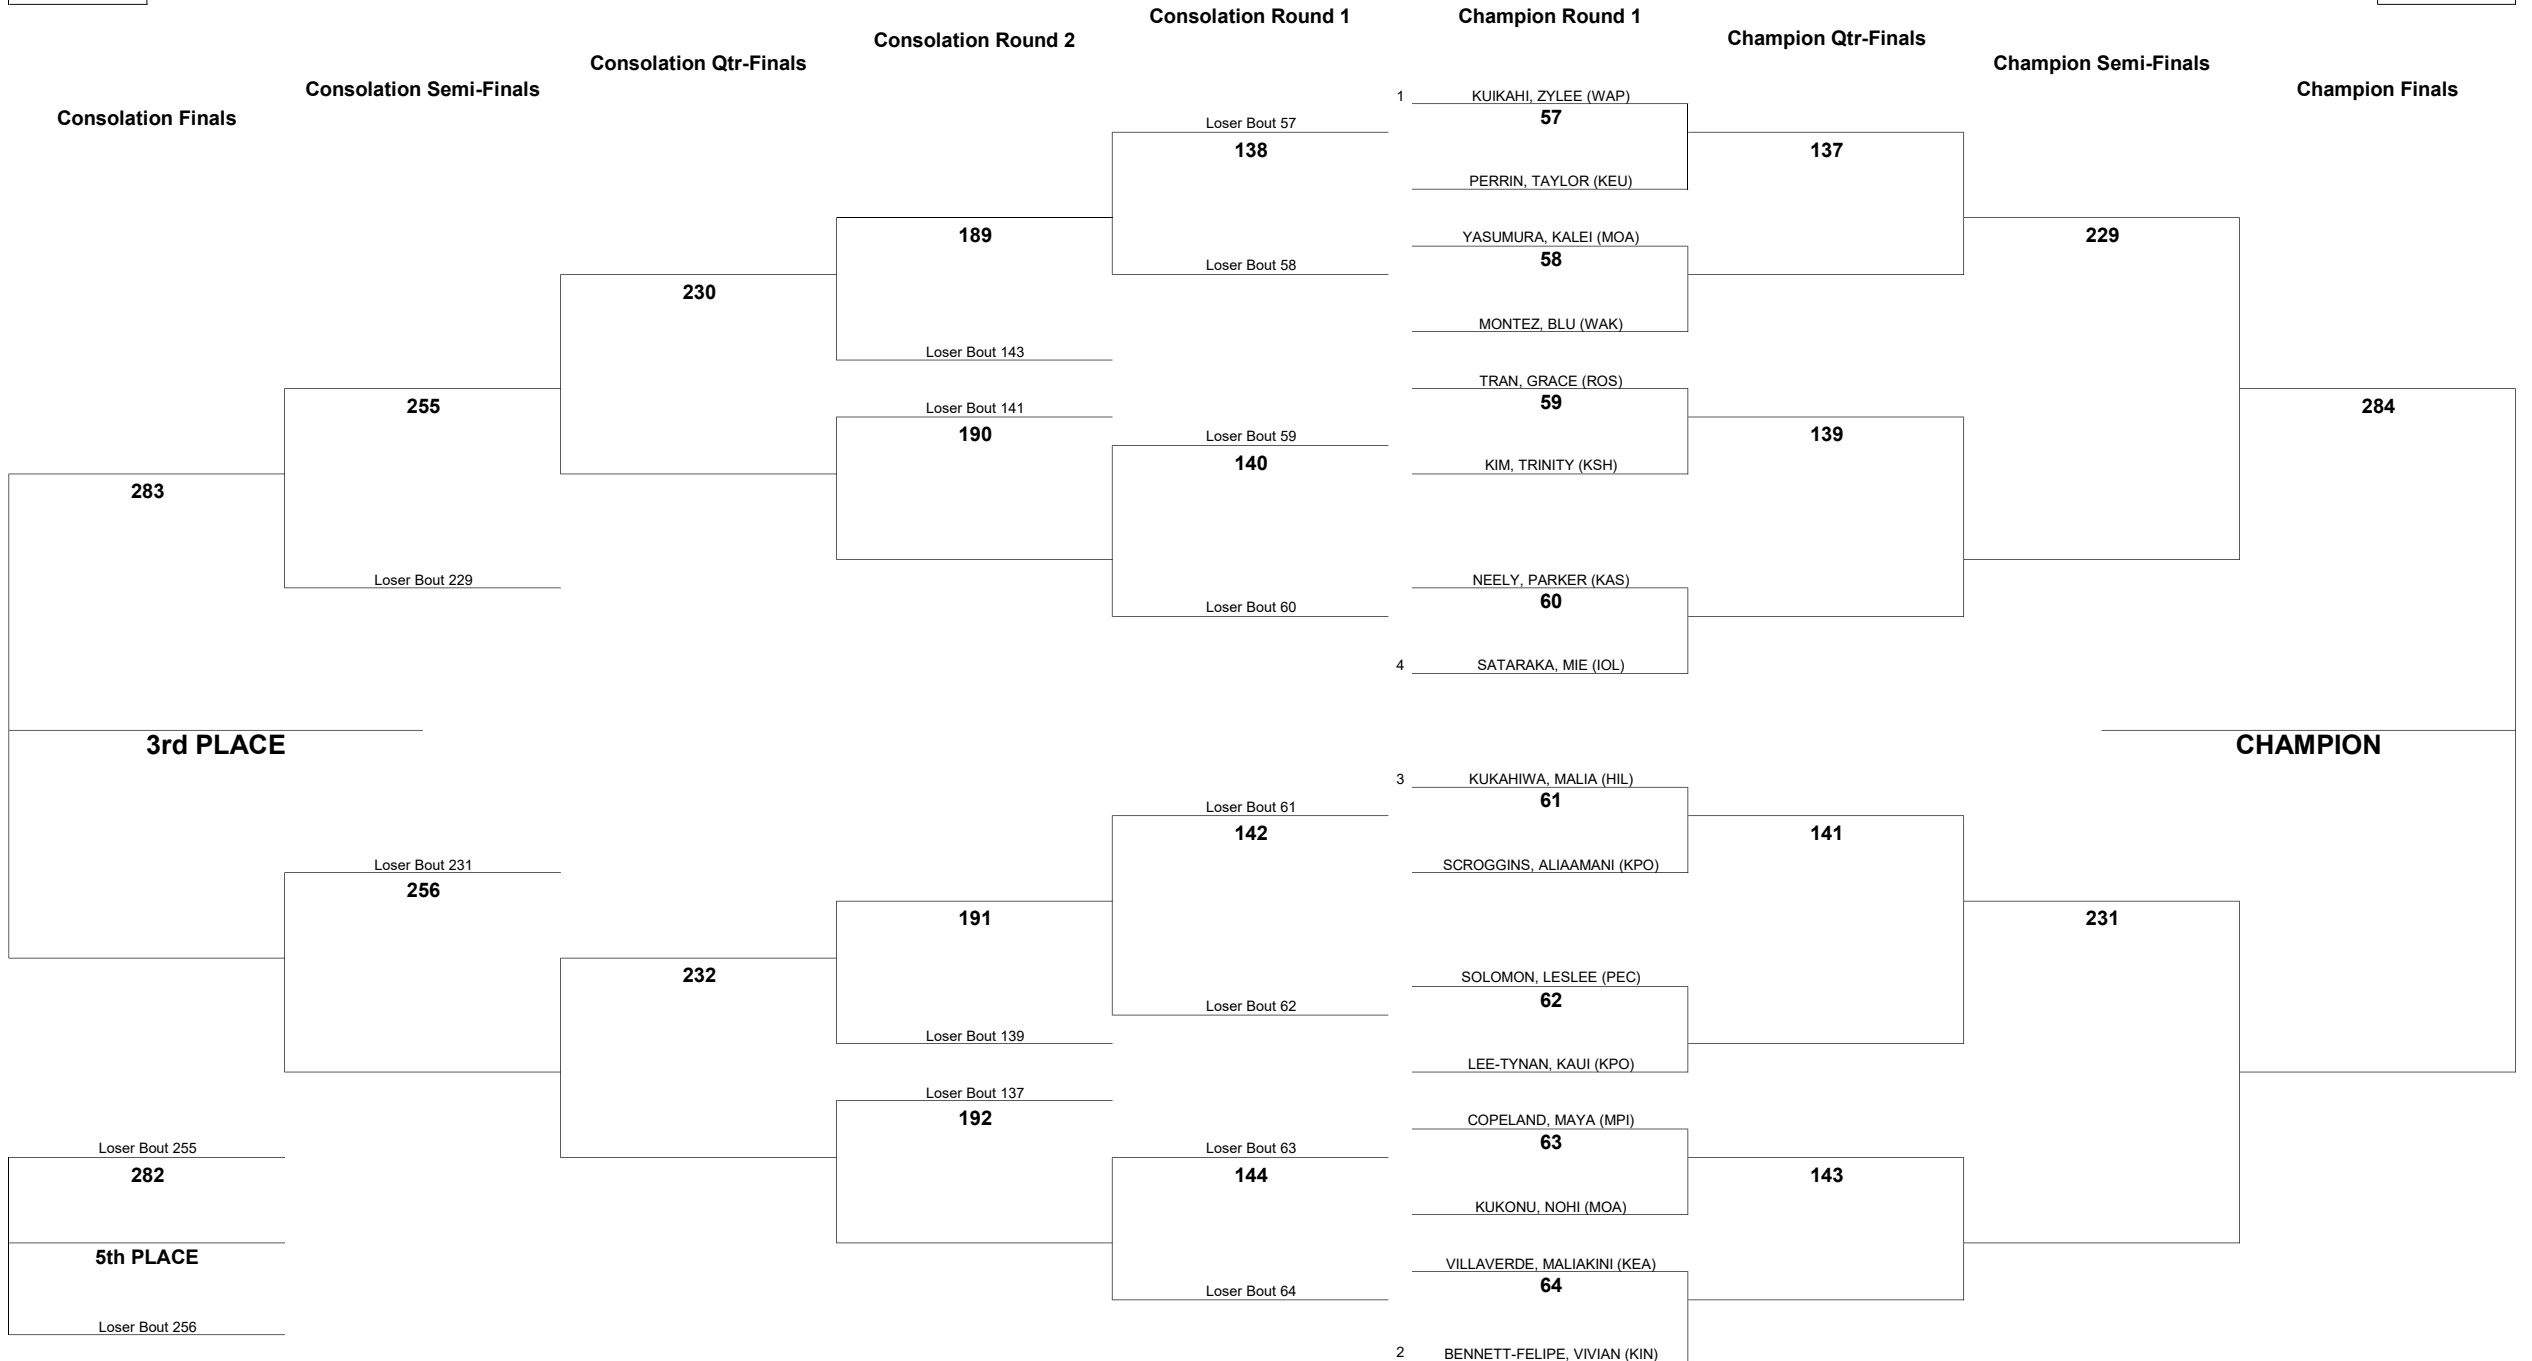 Consolation Round 1
Champion Round 1
Consolation Round 2
Champion Qtr-Finals
Consolation Qtr-Finals
Champion Semi-Finals
Consolation Semi-Finals
Champion Finals
Consolation Finals
1 KUIKAHI, ZYLEE (WAP)
57
Loser Bout 57
138
137
PERRIN, TAYLOR (KEU)
189
YASUMURA, KALEI (MOA)
229
58
Loser Bout 58
230
MONTEZ, BLU (WAK)
Loser Bout 143
TRAN, GRACE (ROS)
255
Loser Bout 141
59
284
190
Loser Bout 59
139
140
KIM, TRINITY (KSH)
283
Loser Bout 229
NEELY, PARKER (KAS)
60
Loser Bout 60
4 SATARAKA, MIE (IOL)
3rd PLACE
CHAMPION
3 KUKAHIWA, MALIA (HIL)
61
Loser Bout 61
142
141
Loser Bout 231
SCROGGINS, ALIAAMANI (KPO)
256
191
231
232
SOLOMON, LESLEE (PEC)
62
Loser Bout 62
Loser Bout 139
LEE-TYNAN, KAUI (KPO)
Loser Bout 137
192
COPELAND, MAYA (MPI)
63
Loser Bout 255
Loser Bout 63
282
144
143
KUKONU, NOHI (MOA)
5th PLACE
VILLAVERDE, MALIAKINI (KEA)
64
Loser Bout 64
Loser Bout 256
2 BENNETT-FELIPE, VIVIAN (KIN)